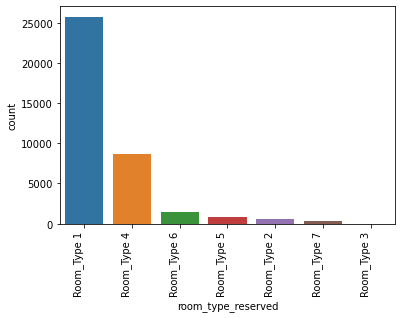 25000
20000
15000
10000
5000
0
count
Room_Type 1
Room_Type 4
Room_Type 6
Room_Type 5
Room_Type 2
Room_Type 7
Room_Type 3
room_type_reserved